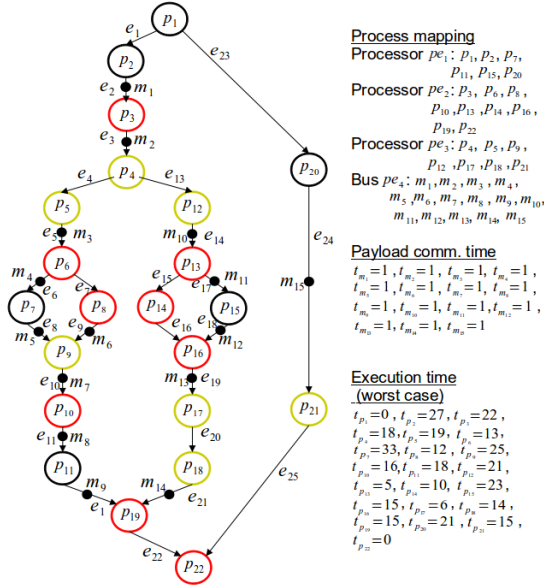 p1
e1
e23
p2
e2 m1
p3
e3 m2
p4
e4 e13
p20
p5 p12
e24
e5 m3 m10 e14
p6 p13
m4 e6 e7 e15 e17 m11
m15
p7 p8 p14 p15
m5 e8 e9 m6 e16 e18 m12
p9 p16
e10 m7 m13 e19
p10 p17 p21
e11 m8 e20
p11 p18
m9 m14
e1 e21 e25
p19
e22
p22
Process mapping
Processor pe1: p1, p2, p7,
p11, p15, p20
Processor pe2: p3, p6, p8,
p10, p13, p14, p16,
p19, p22
Processor pe3: p4, p5, p9,
p12, p17, p18, p21
Bus pe4: m1, m2, m3, m4,
m5, m6, m7, m8, m9, m10,
m11, m12, m13, m14, m15
Payload comm. time
tm1=1, tm2=1, tm3=1, tm4=1,
tm5=1, tm6=1, tm7=1, tm8=1,
tm9=1, tm10=1, tm11=1, tm12=1,
tm13=1, tm14=1, tm15=1
Execution time
(worst case)
tp1=0, tp2=27, tp3=22,
tp4=18, tp5=19, tp6=13,
tp7=33, tp8=12, tp9=25,
tp10=16, tp11=18, tp12=21,
tp13=5, tp14=10, tp15=23,
tp16=15, tp17=6, tp18=14,
tp19=15, tp20=21, tp21=15,
tp22=0